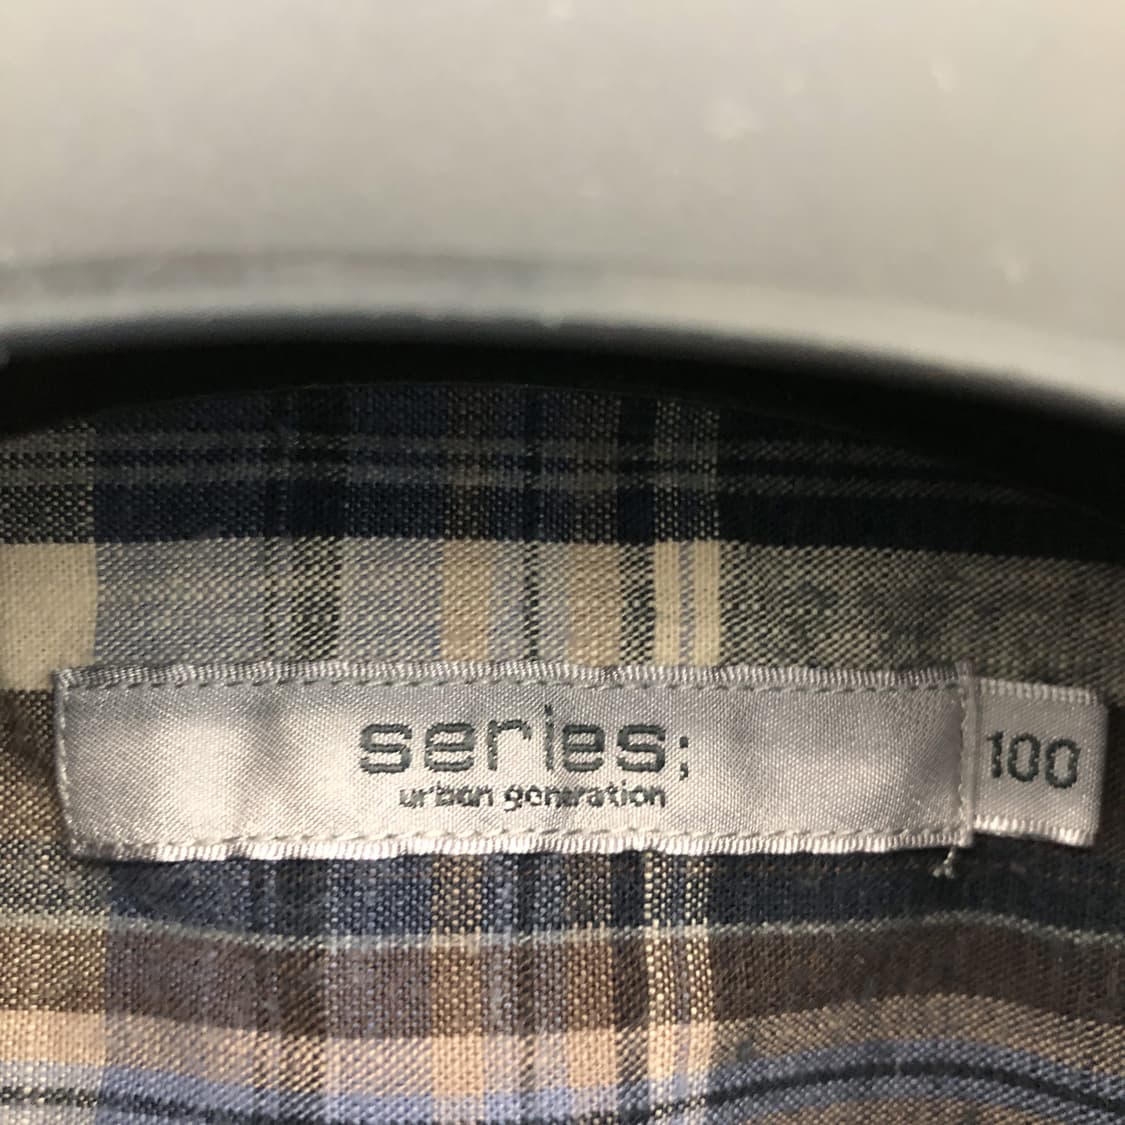 series;
urban generation
100